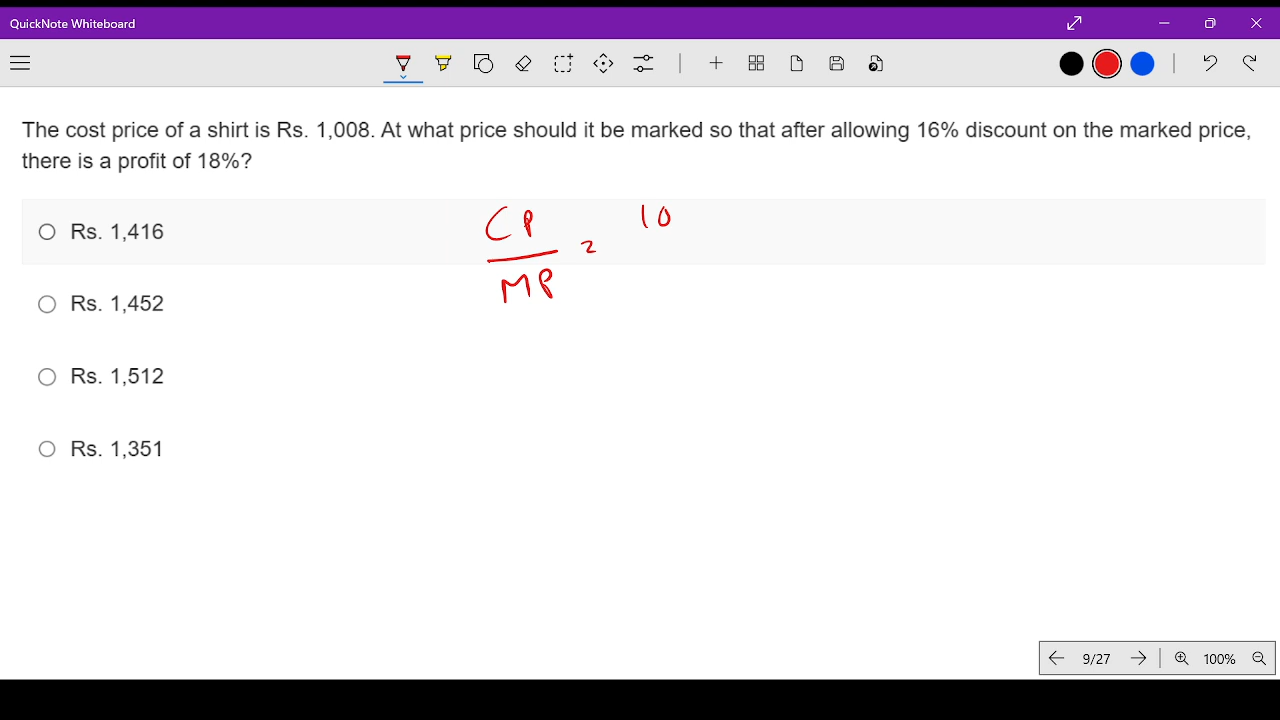 QuickNote Whiteboard
The cost price of a shirt is Rs. 1,008. At what price should it be marked so that after allowing 16% discount on the marked price,
there is a profit of 18%?
Rs. 1,416
Rs. 1,452
Rs. 1,512
Rs. 1,351
CP
MP
=
10
9/27
100%